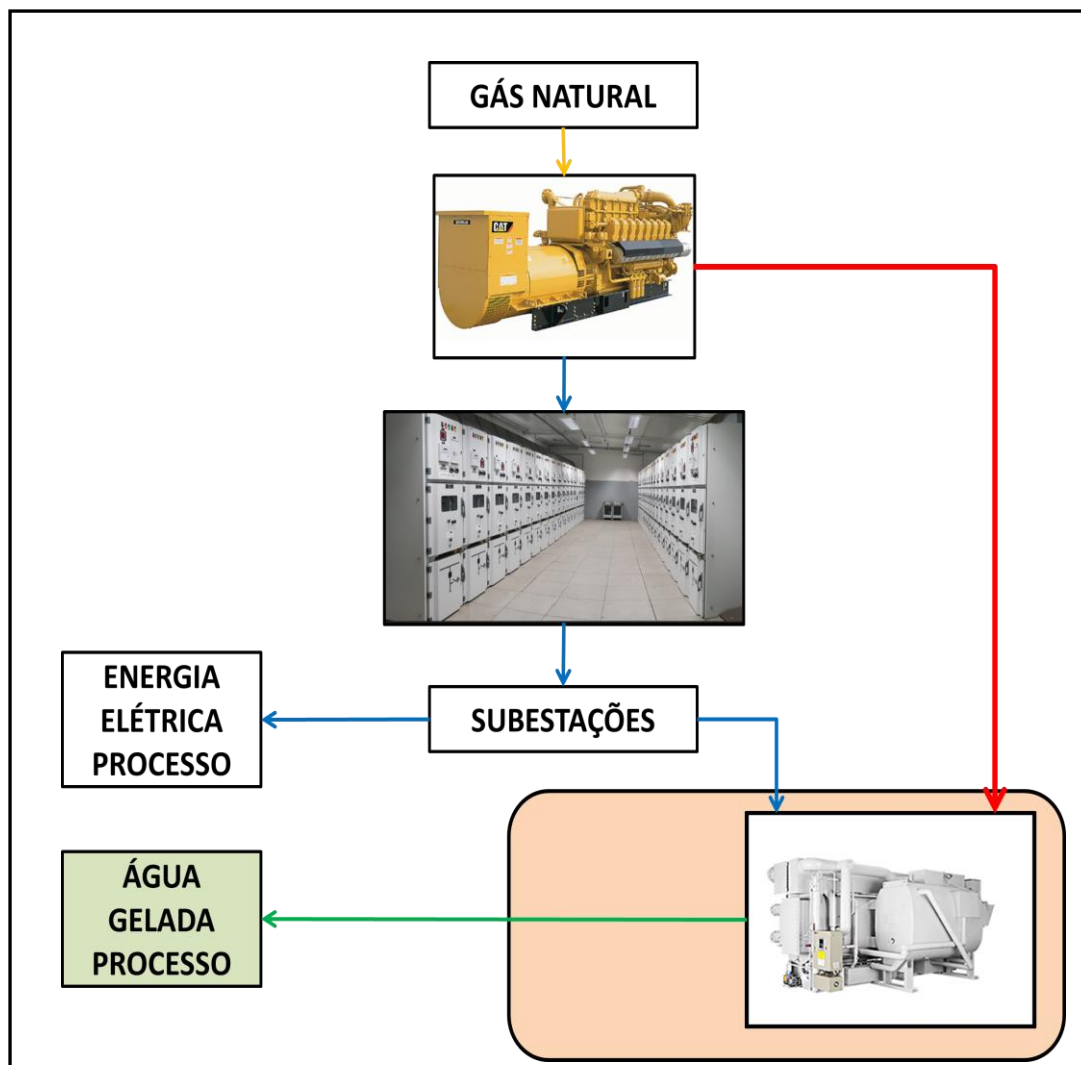 GÁS NATURAL
CAT
ENERGIA
ELÉTRICA
PROCESSO
SUBESTAÇÕES
ÁGUA
GELADA
PROCESSO